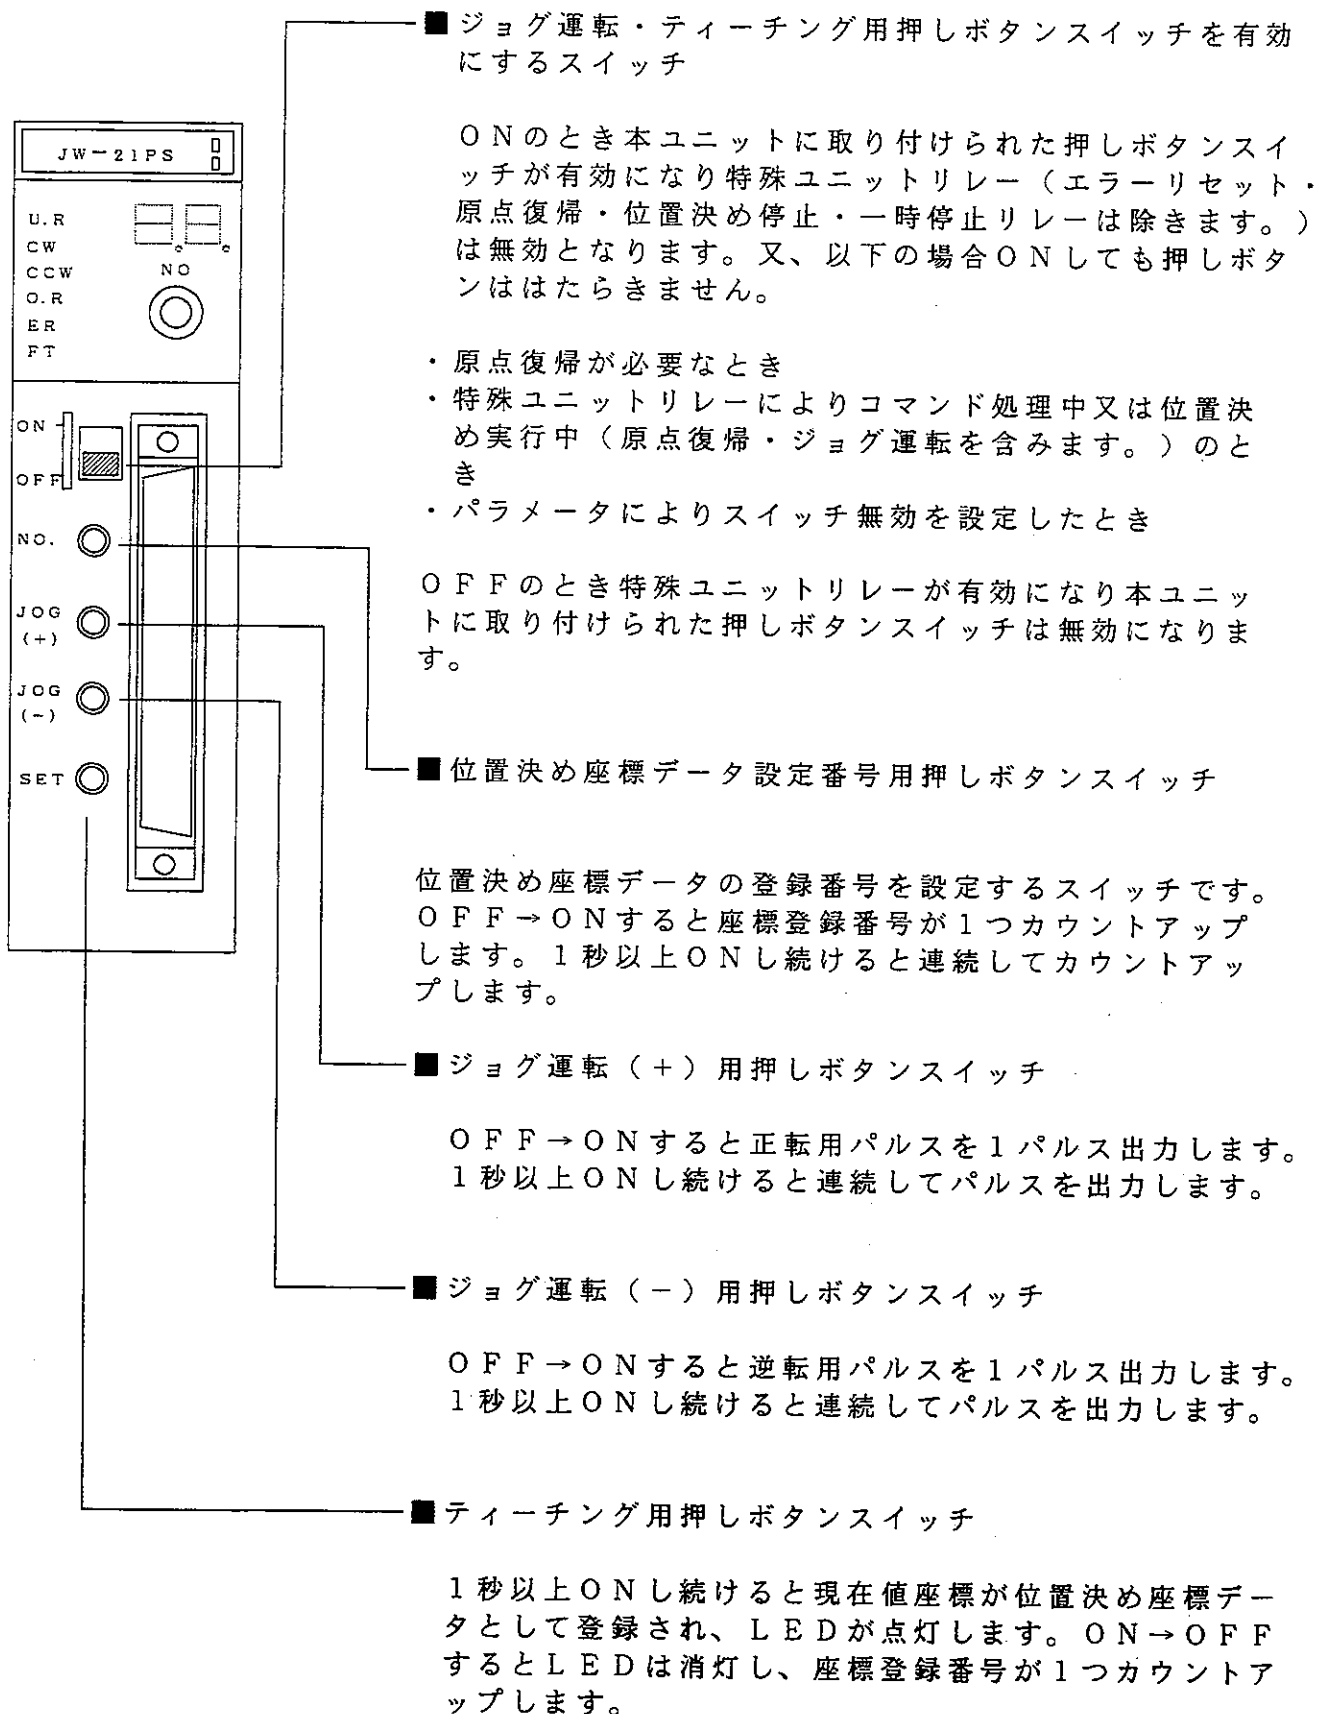 ■ジョグ運転・ティーチング用押しボタンスイッチを有効
にするスイッチ
ONのとき本ユニットに取り付けられた押しボタンスイ
ッチが有効になり特殊ユニットリレー(エラーリセット・
原点復帰・位置決め停止・一時停止リレーは除きます。)
は無効となります。又、以下の場合ONしても押しボタ
ンははたらきません。
・原点復帰が必要なとき
・特殊ユニットリレーによりコマンド処理中又は位置決
め実行中(原点復帰・ジョグ運転を含みます。)のと
き
・パラメータによりスイッチ無効を設定したとき
OFFのとき特殊ユニットリレーが有効になり本ユニッ
トに取り付けられた押しボタンスイッチは無効になりま
す。
JW-21PS
U.R
CW
CCW
O.R
ER
FT
NO
ON
OFF
NO.
JOG
(+)
JOG
(-)
SET
■位置決め座標データ設定番号用押しボタンスイッチ
位置決め座標データの登録番号を設定するスイッチです。
OFF→ONすると座標登録番号が1つカウントアップ
します。1秒以上ONし続けると連続してカウントアッ
プします。
■ジョグ運転(+)用押しボタンスイッチ
OFF→ONすると正転用パルスを1パルス出力します。
1秒以上ONし続けると連続してパルスを出力します。
■ジョグ運転(-)用押しボタンスイッチ
OFF→ONすると逆転用パルスを1パルス出力します。
1秒以上ONし続けると連続してパルスを出力します。
■ティーチング用押しボタンスイッチ
1秒以上ONし続けると現在値座標が位置決め座標デー
タとして登録され、LEDが点灯します。ON→OFF
するとLEDは消灯し、座標登録番号が1つカウントア
ップします。